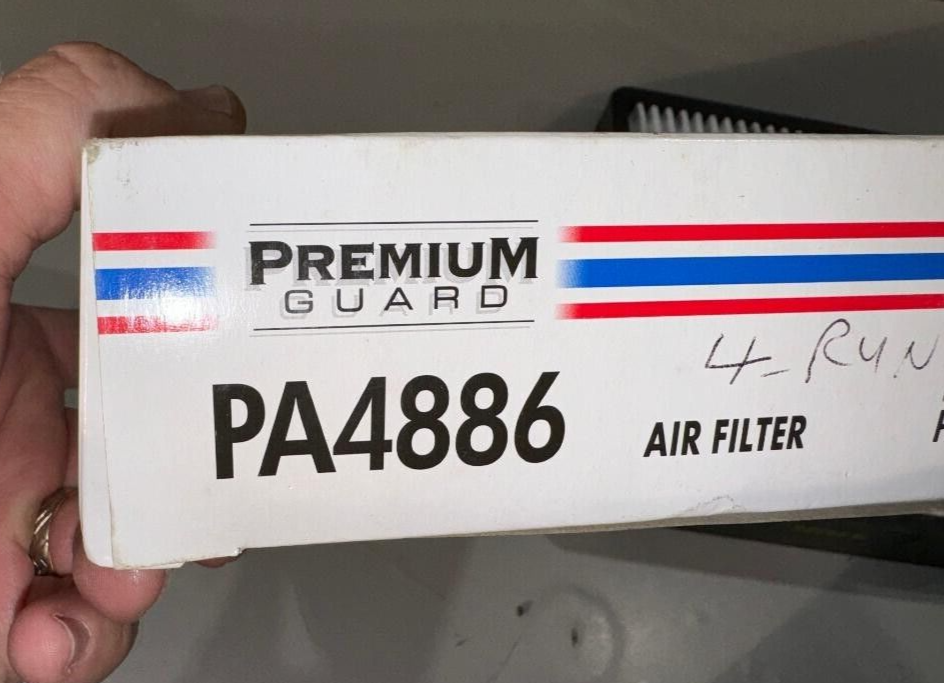 PREMIUM
GUARD
4-RUN
PA4886
AIR FILTER